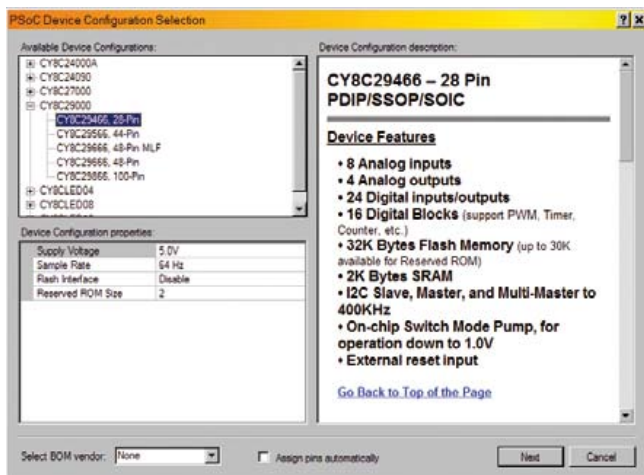 PSoC Device Configuration Selection
Available Device Configurations:
CY8C24000A
CY8C24090
CY8C27000
CY8C29000
CY8C29466, 28-Pin
CY8C29566, 44-Pin
CY8C29666, 48-Pin MLF
CY8C29666, 48-Pin
CY8C29866, 100-Pin
CY8CLED04
CY8CLED08
Device Configuration properties:
Supply Voltage 5.0V
Sample Rate 64 Hz
Flash Interface Disable
Reserved ROM Size 2
Device Configuration description:
CY8C29466 – 28 Pin
PDIP/SSOP/SOIC
Device Features
• 8 Analog inputs
• 4 Analog outputs
• 24 Digital inputs/outputs
• 16 Digital Blocks (support PWM, Timer,
Counter, etc.)
• 32K Bytes Flash Memory (up to 30K
available for Reserved ROM)
• 2K Bytes SRAM
• I2C Slave, Master, and Multi-Master to
400KHz
• On-chip Switch Mode Pump, for
operation down to 1.0V
• External reset input
Go Back to Top of the Page
Select BOM vendor: None
Assign pins automatically
Next
Cancel